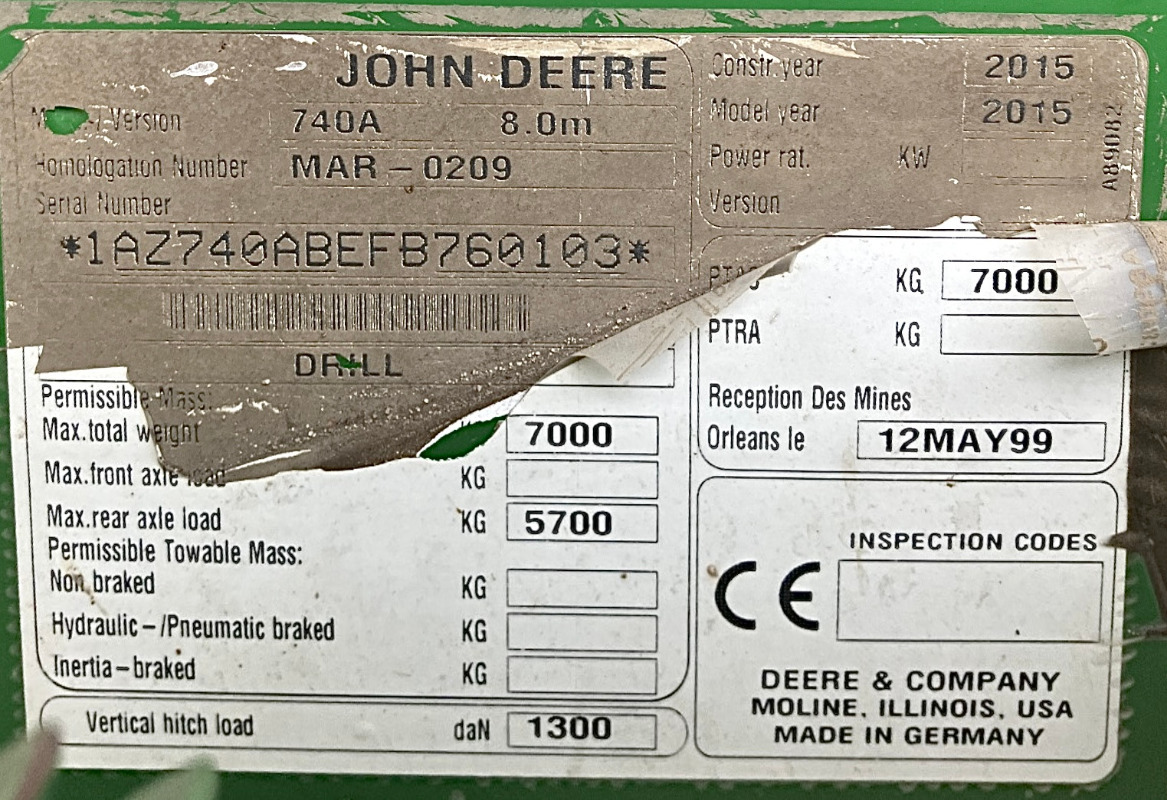 JOHN DEERE
Version 740A 8.0m
Homologation Number MAR-0209
Serial Number
*1AZ740ABEFB760103*
DRILL
Permissible Mass:
Max.total weight 7000
Max.front axle load KG
Max.rear axle load KG 5700
Permissible Towable Mass:
Non braked KG
Hydraulic-/Pneumatic braked KG
Inertia-braked KG
Vertical hitch load daN 1300
Constr.year 2015
Model year 2015
Power rat. KW
Version
A89082
KG 7000
PTRA KG
Reception Des Mines
Orleans le 12MAY99
INSPECTION CODES
CE
DEERE & COMPANY
MOLINE, ILLINOIS, USA
MADE IN GERMANY